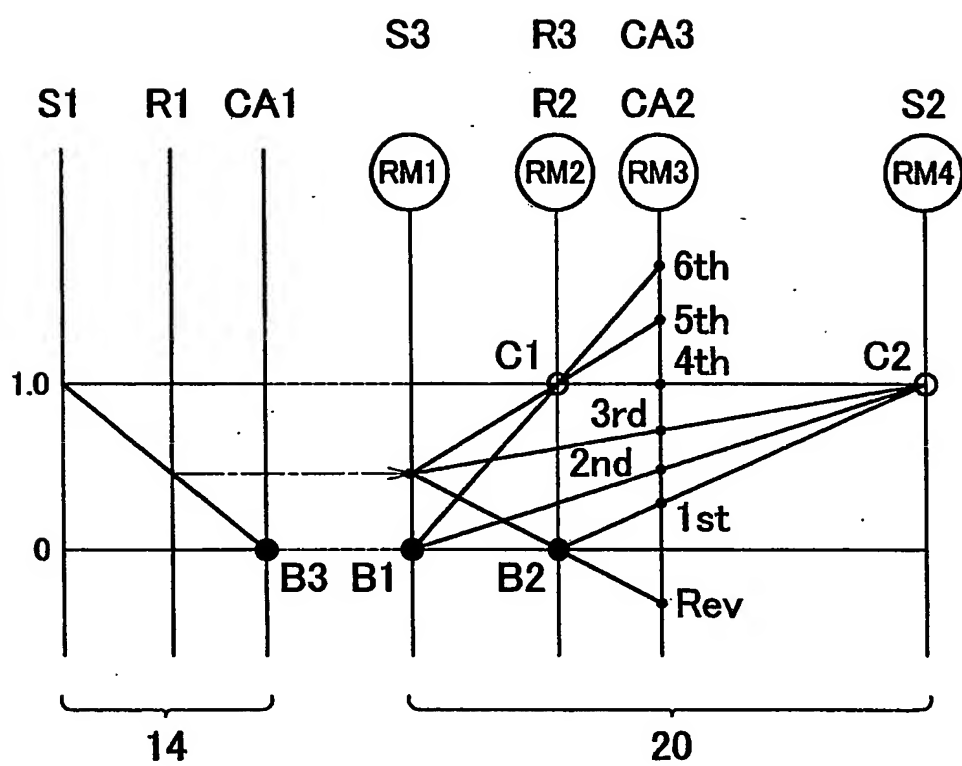 S3 R3 CA3
S1 R1 CA1 R2 CA2 S2
RM1 RM2 RM3 RM4
6th
5th
C1 4th C2
1.0
3rd
2nd
1st
0
B3 B1 B2
Rev
14 20